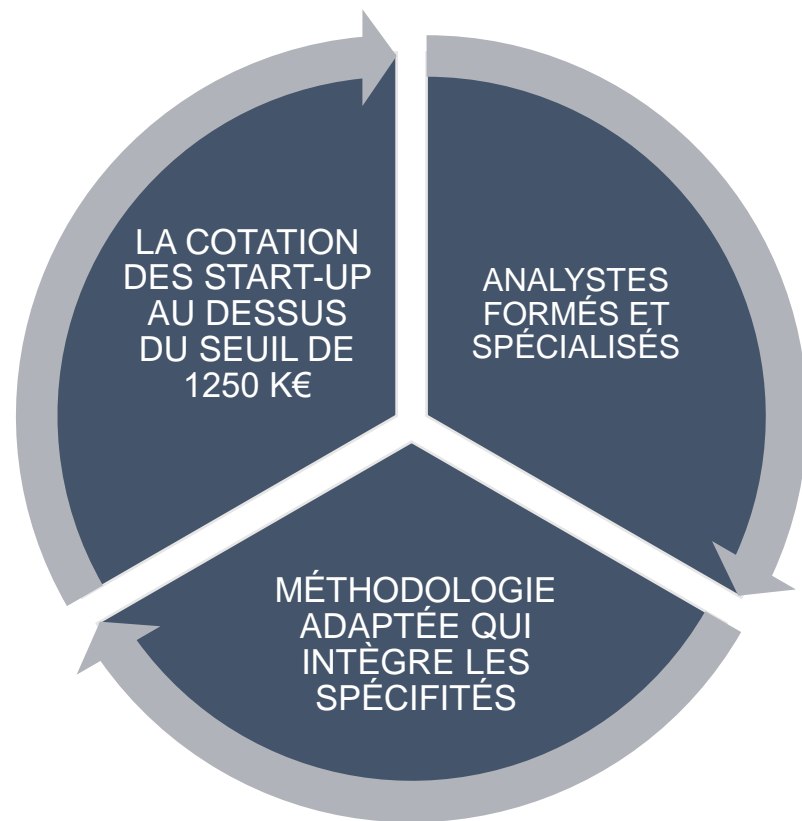 LA COTATION
DES START-UP
AU DESSUS
DU SEUIL DE
1250 K€
ANALYSTES
FORMÉS ET
SPÉCIALISÉS
MÉTHODOLOGIE
ADAPTÉE QUI
INTÈGRE LES
SPÉCIFITÉS